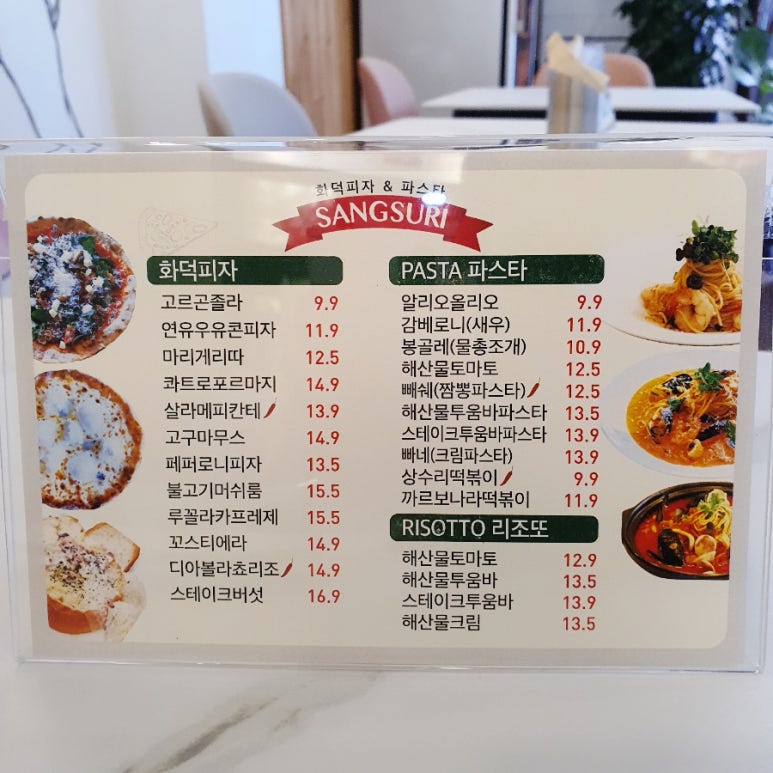 화덕피자 & 파스타
SANGSURI
화덕피자
고르곤졸라 9.9
연유우유콘피자 11.9
마리게리따 12.5
콰트로포르마지 14.9
살라메피칸테 13.9
고구마무스 14.9
페퍼로니피자 13.5
불고기머쉬룸 15.5
루꼴라카프레제 15.5
꼬스티에라 14.9
디아볼라쵸리조 14.9
스테이크버섯 16.9
PASTA 파스타
알리오올리오 9.9
감베로니(새우) 11.9
봉골레(물총조개) 10.9
해산물토마토 12.5
빼쉐(짬뽕파스타) 12.5
해산물투움바파스타 13.5
스테이크투움바파스타 13.9
빠네(크림파스타) 13.9
상수리떡볶이 9.9
까르보나라떡볶이 11.9
RISOTTO 리조또
해산물토마토 12.9
해산물투움바 13.5
스테이크투움바 13.9
해산물크림 13.5